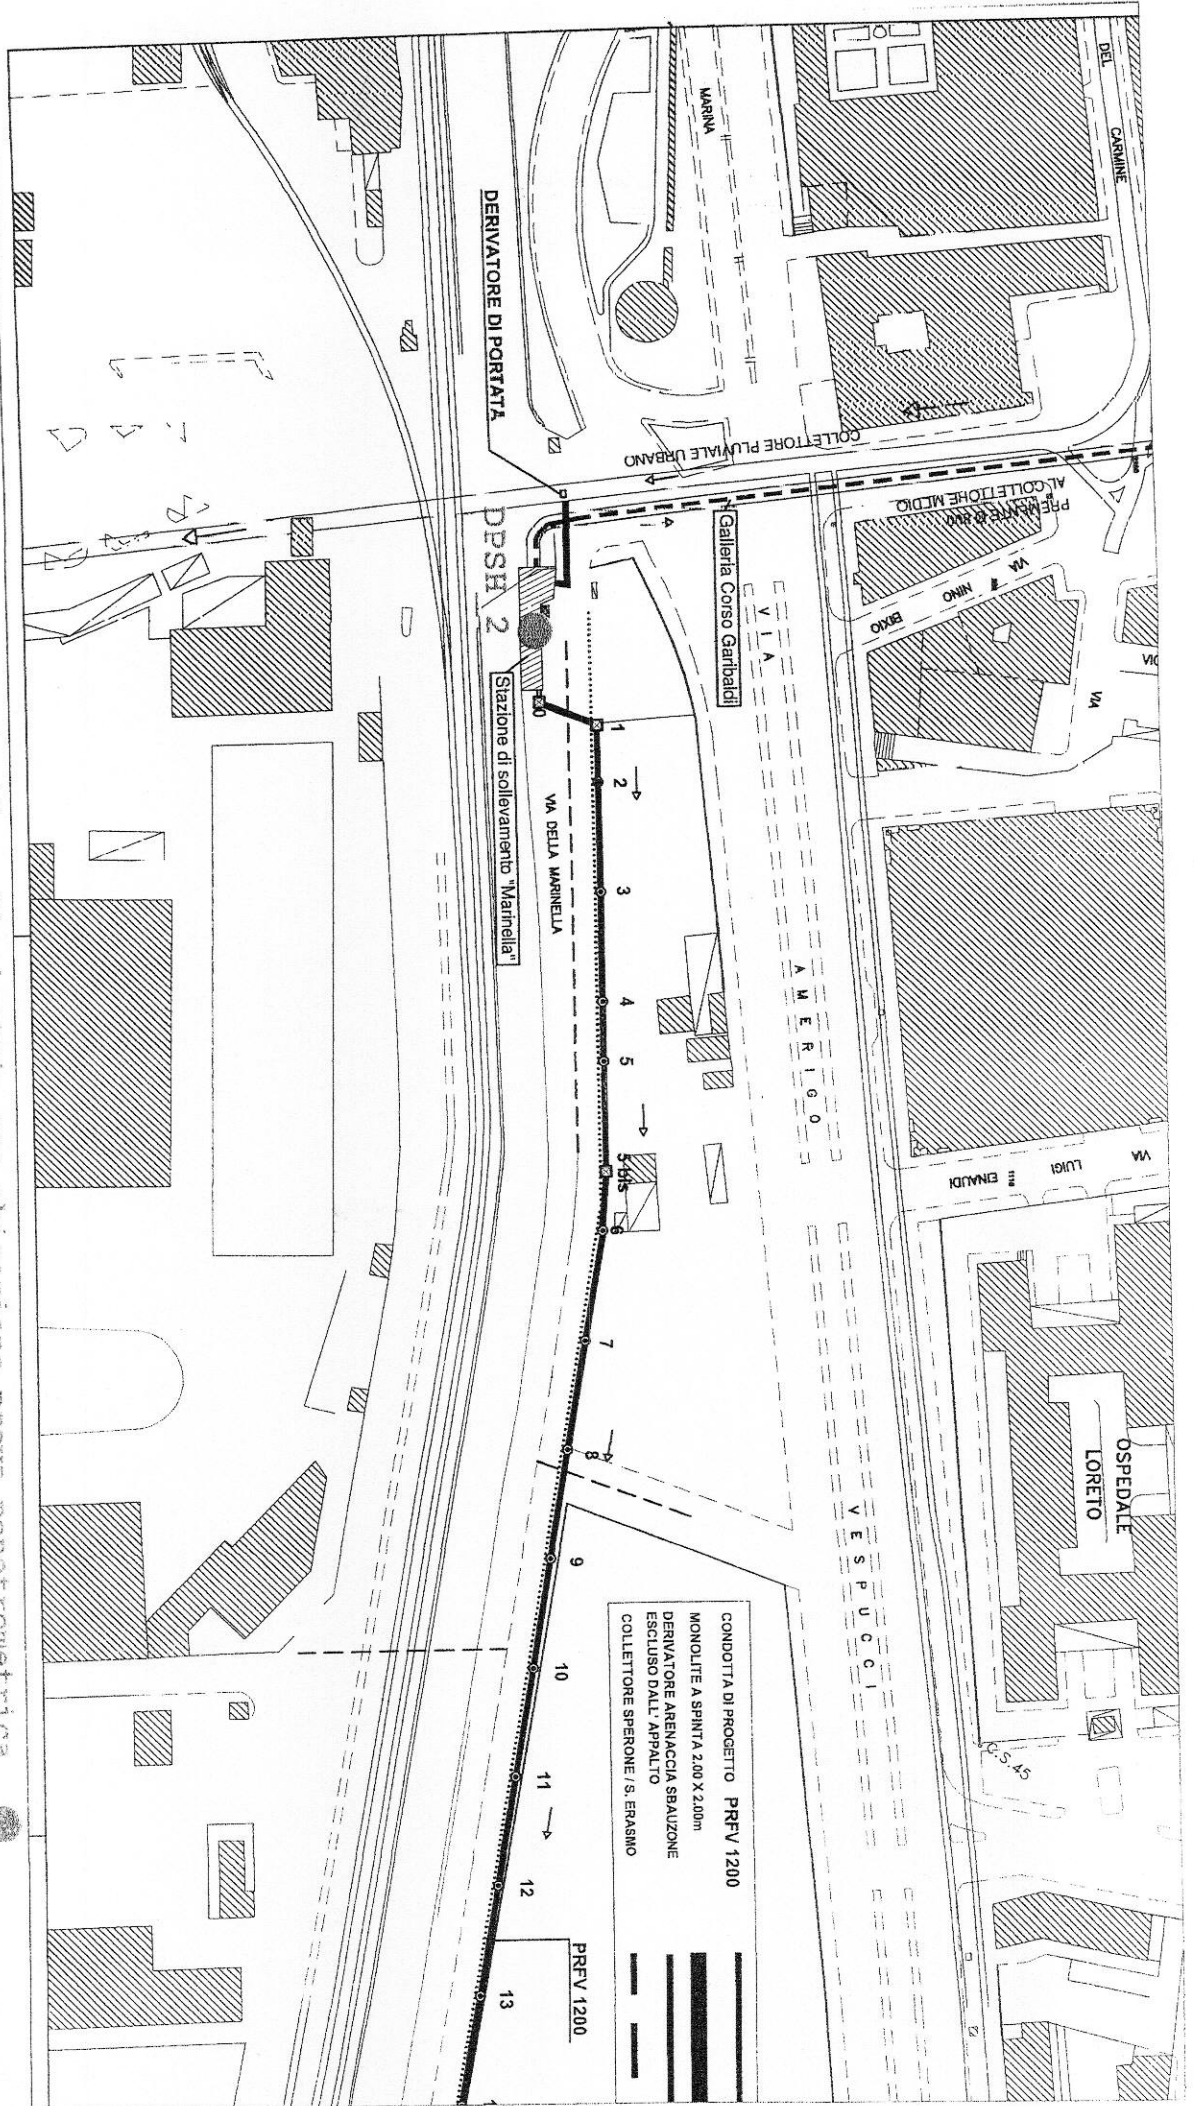 DEL
CARMINE
MARINA
DERIVATORE DI PORTATA
COLLETTORE PLUVIALE URBANO
PREMENTE Ø 800
AL COLLETTORE MEDIO
Galleria Corso Garibaldi
VIA
NINO
BIXIO
VIA
DPSH 2
Stazione di sollevamento "Marinella"
VIA DELLA MARINELLA
VIA
AMERIGO
VESPUCCI
VIA
LUIGI
EINAUDI
OSPEDALE
LORETO
C.S.45
0
1
2
3
4
5
5 bis
6
7
8
9
10
11
12
13
PRFV 1200
CONDOTTA DI PROGETTO PRFV 1200
MONOLITE A SPINTA 2.00 X 2.00m
DERIVATORE ARENACCIA SBAUZONE
ESCLUSO DALL' APPALTO
COLLETTORE SPERONE / S. ERASMO